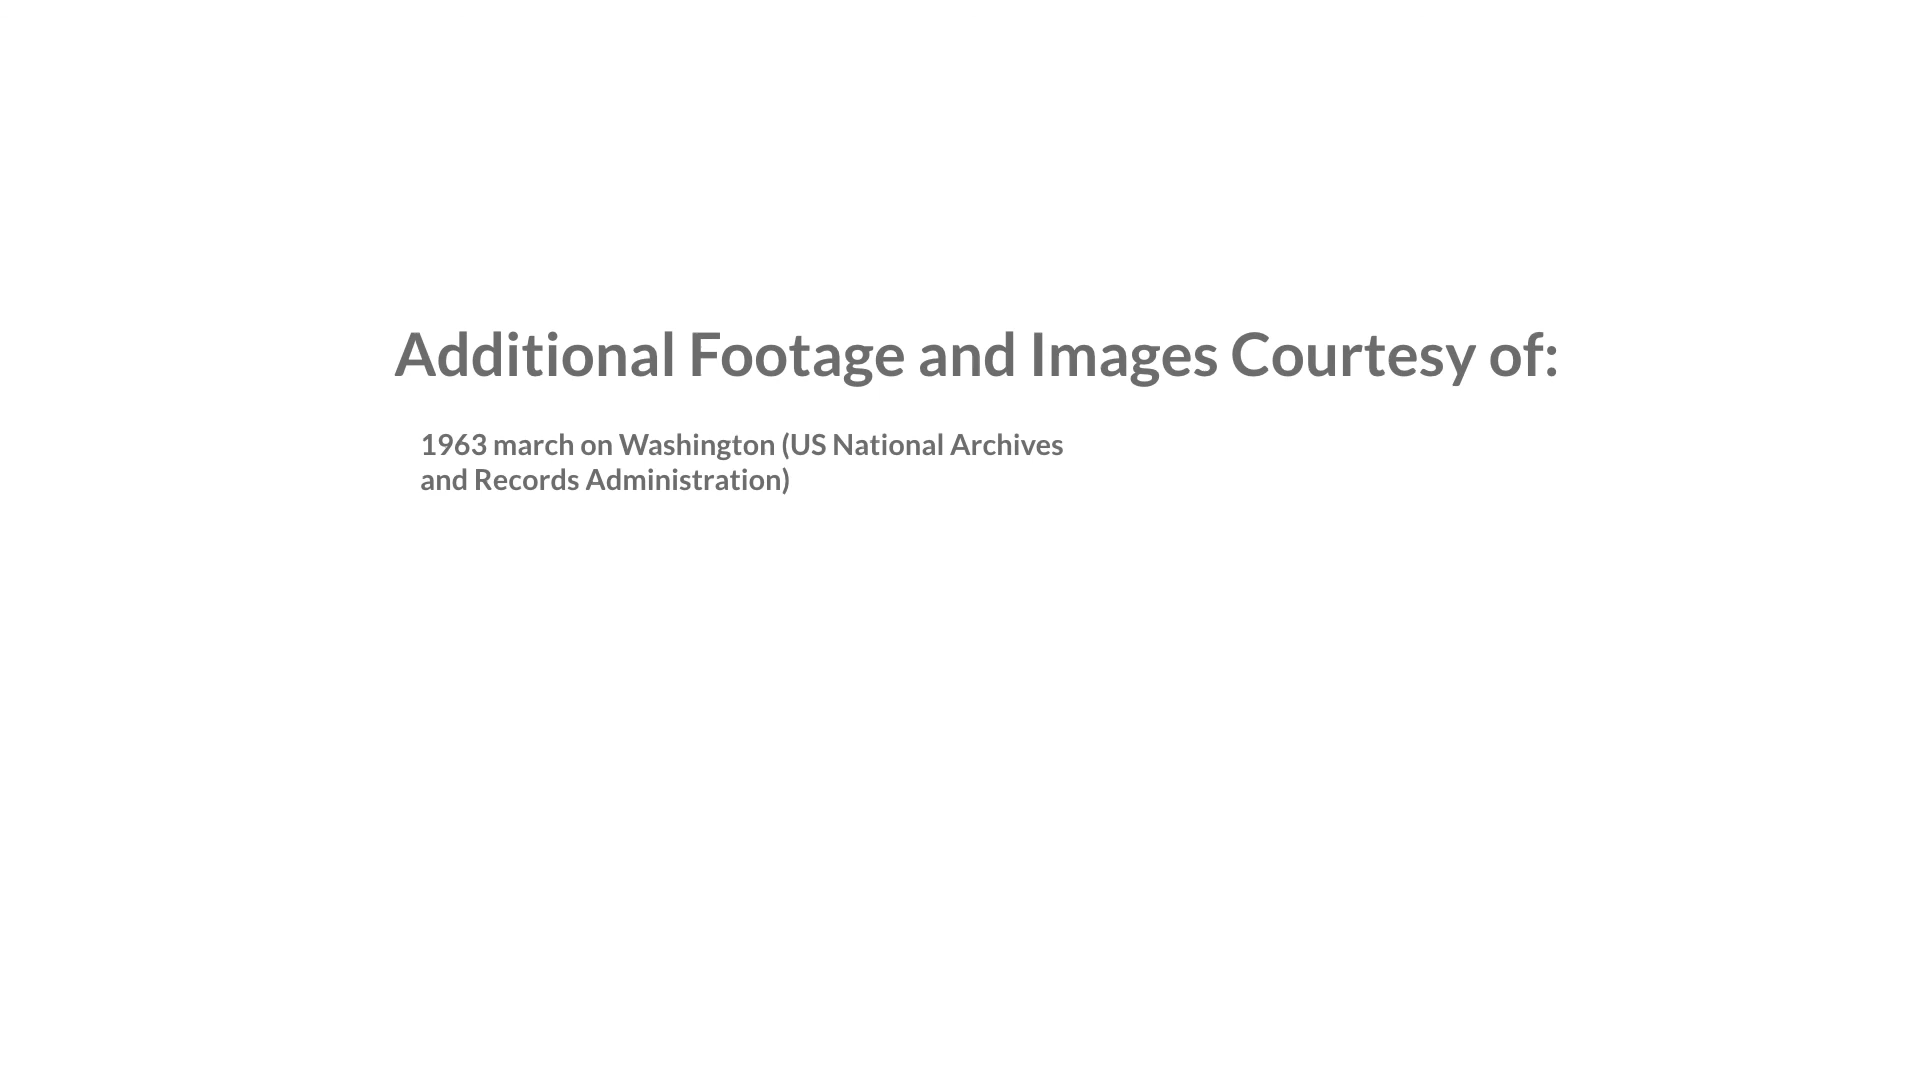 Additional Footage and Images Courtesy of:
1963 march on Washington (US National Archives
and Records Administration)